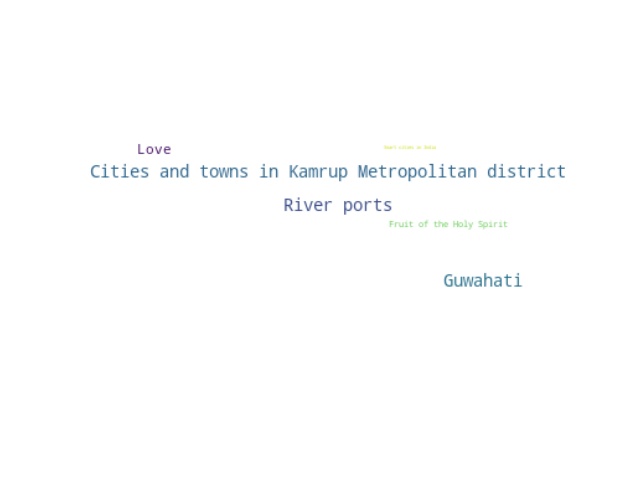 Love
Cities and towns in Kamrup Metropolitan district
River ports
Fruit of the Holy Spirit
Guwahati